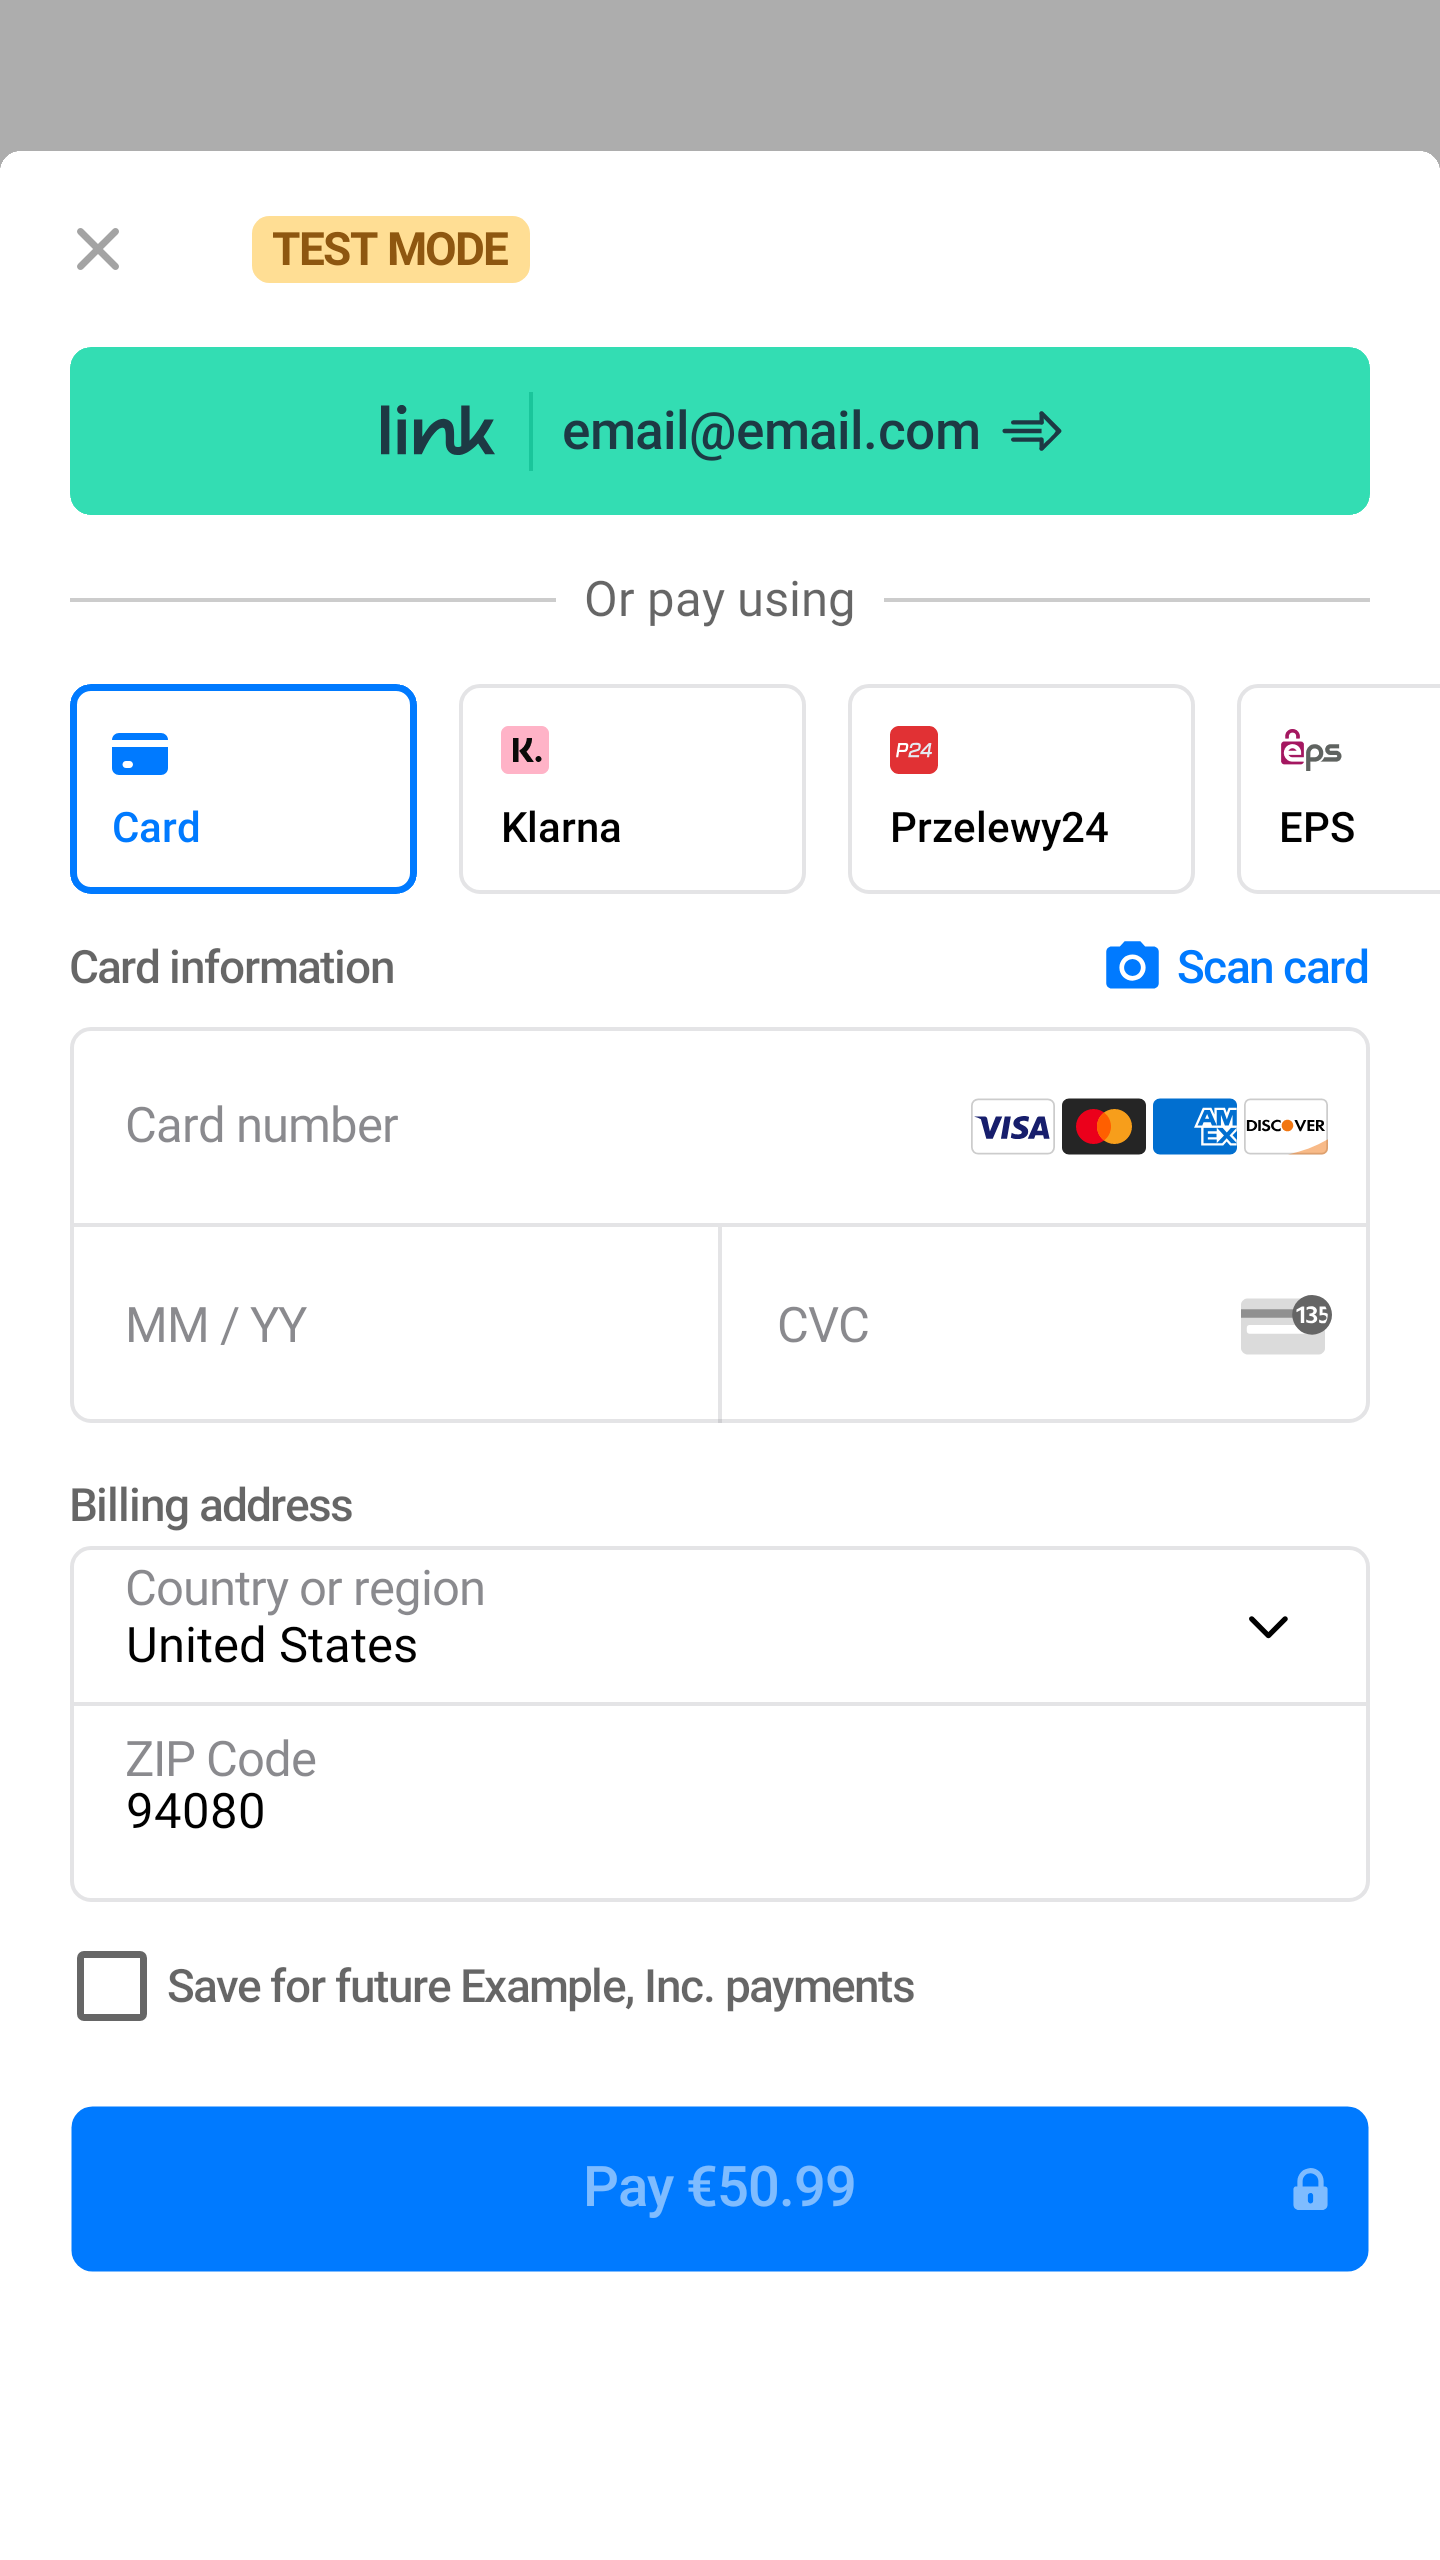 TEST MODE
link email@email.com
Or pay using
K. P24 eps
Card Klarna Przelewy24 EPS
Card information Scan card
Card number VISA AM EX DISCOVER
MM / YY CVC 135
Billing address
Country or region
United States
ZIP Code
94080
Save for future Example, Inc. payments
Pay €50.99